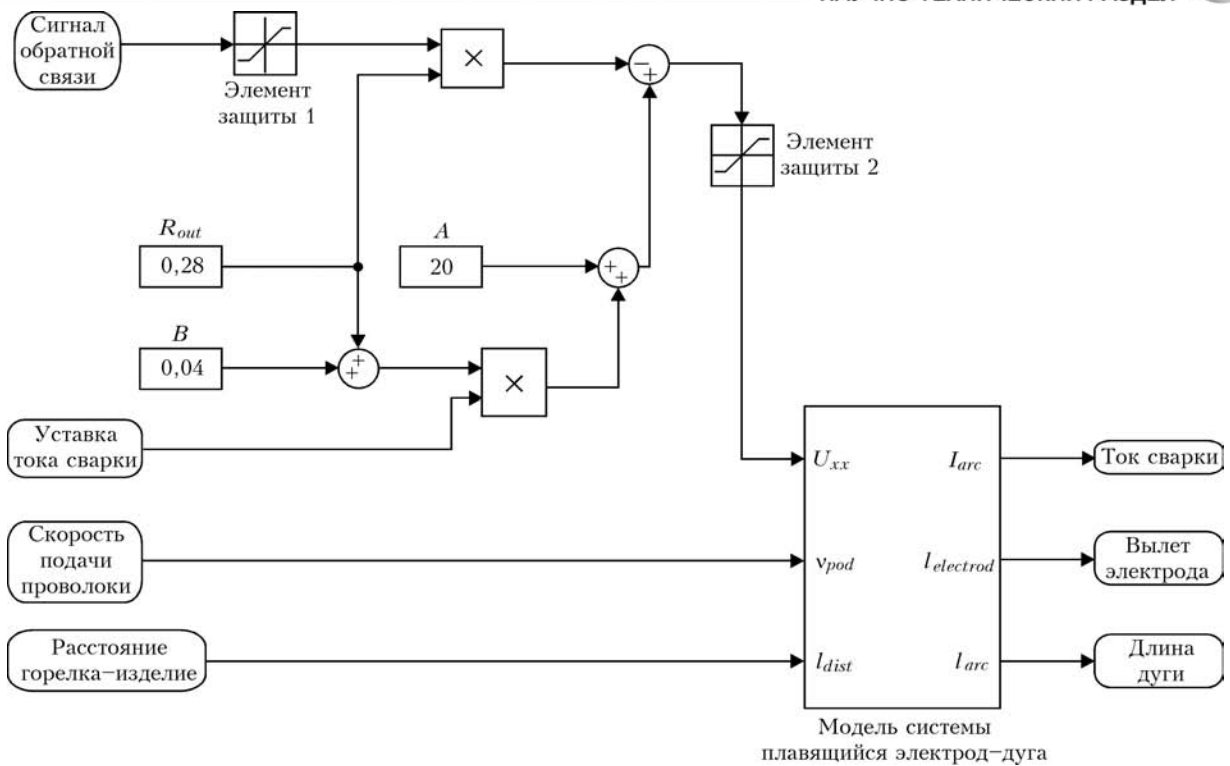 Сигнал
обратной
связи
Элемент
защиты 1
×
− +
Элемент
защиты 2
R_out
0,28
A
20
+ +
B
0,04
+ +
×
Уставка
тока сварки
U_xx
I_arc
Ток сварки
Скорость
подачи
проволоки
ν_pod
l_electrod
Вылет
электрода
Расстояние
горелка−изделие
l_dist
l_arc
Длина
дуги
Модель системы
плавящийся электрод−дуга